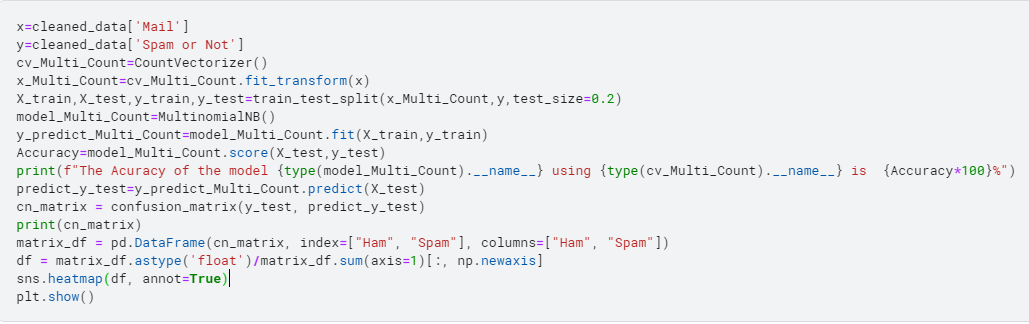 x=cleaned_data['Mail']
y=cleaned_data['Spam or Not']
cv_Multi_Count=CountVectorizer()
x_Multi_Count=cv_Multi_Count.fit_transform(x)
X_train,X_test,y_train,y_test=train_test_split(x_Multi_Count,y,test_size=0.2)
model_Multi_Count=MultinomialNB()
y_predict_Multi_Count=model_Multi_Count.fit(X_train,y_train)
Accuracy=model_Multi_Count.score(X_test,y_test)
print(f"The Acuracy of the model {type(model_Multi_Count).__name__} using {type(cv_Multi_Count).__name__} is  {Accuracy*100}%")
predict_y_test=y_predict_Multi_Count.predict(X_test)
cn_matrix = confusion_matrix(y_test, predict_y_test)
print(cn_matrix)
matrix_df = pd.DataFrame(cn_matrix, index=["Ham", "Spam"], columns=["Ham", "Spam"])
df = matrix_df.astype('float')/matrix_df.sum(axis=1)[:, np.newaxis]
sns.heatmap(df, annot=True)
plt.show()